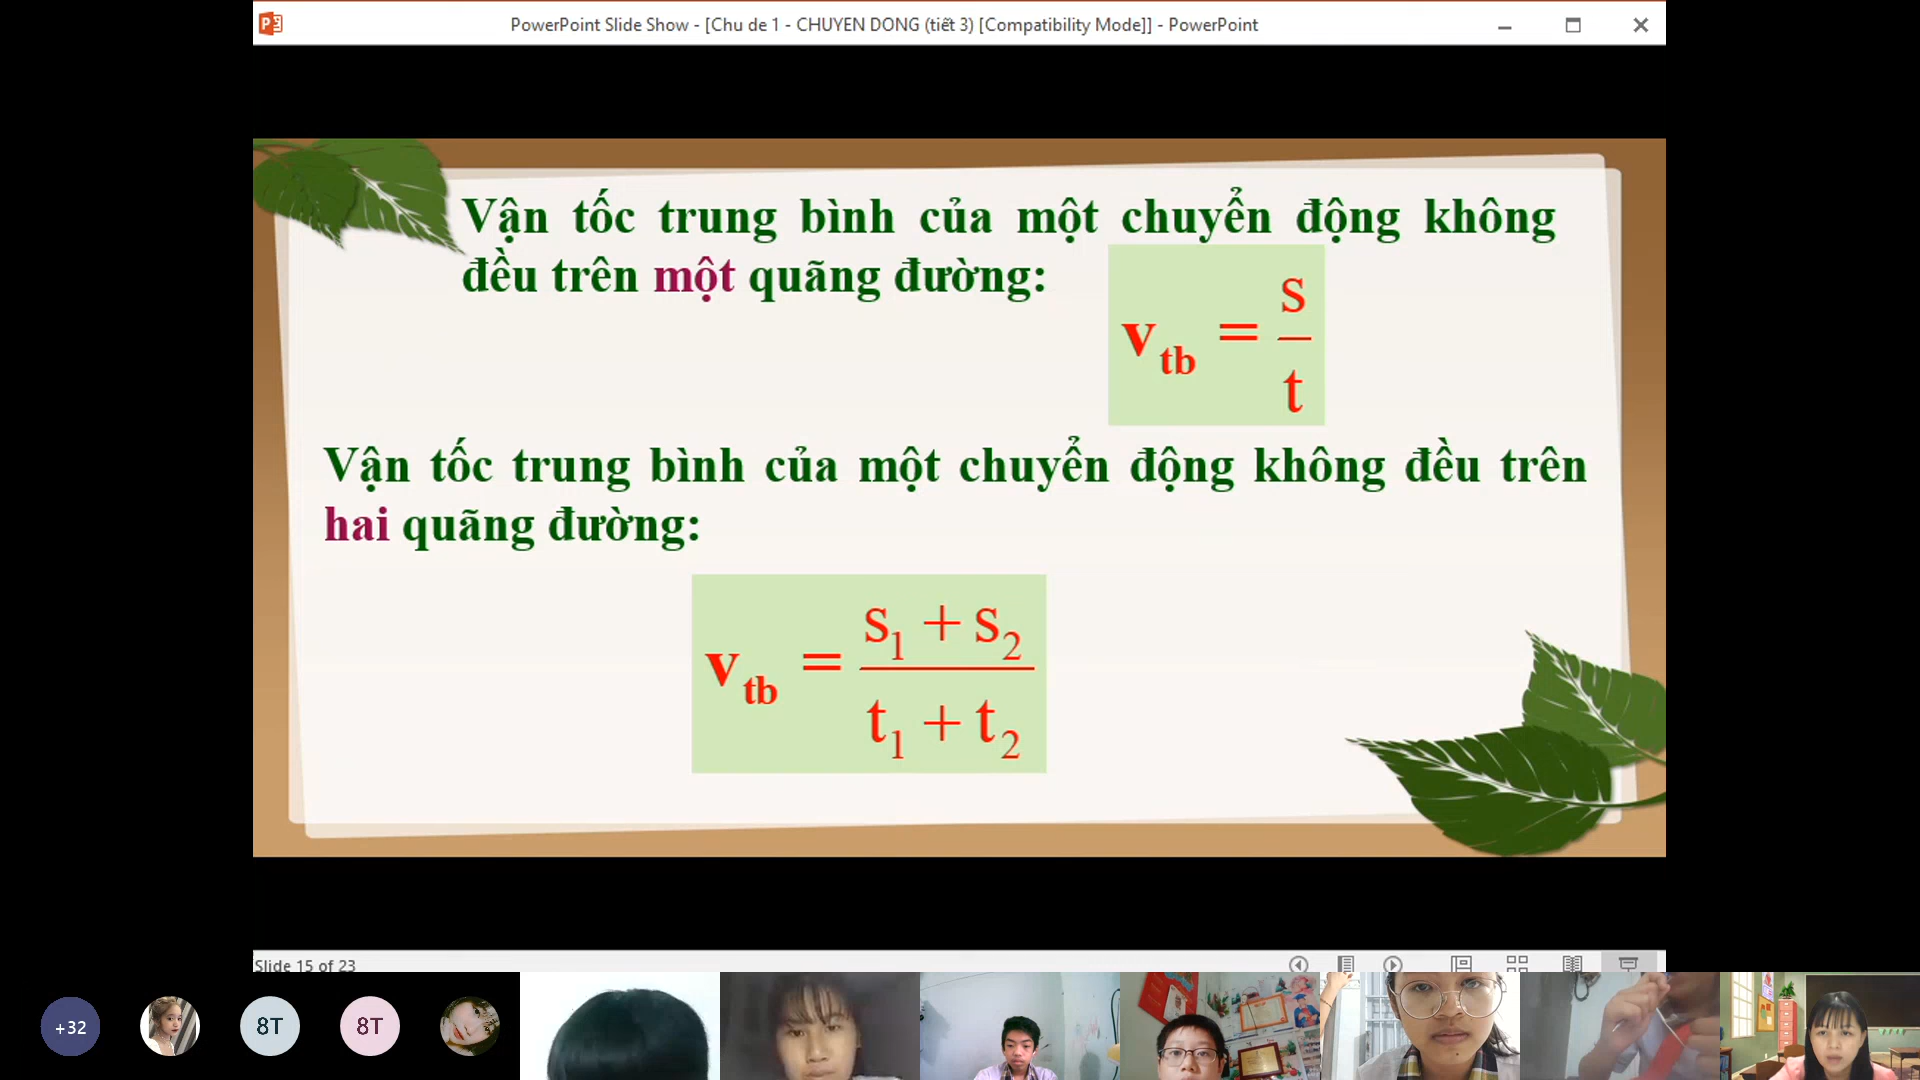 PowerPoint Slide Show - [Chu de 1 - CHUYEN DONG (tiết 3) [Compatibility Mode]] - PowerPoint
Vận tốc trung bình của một chuyển động không
đều trên một quãng đường:
v_tb = s/t
Vận tốc trung bình của một chuyển động không đều trên
hai quãng đường:
v_tb = (s₁ + s₂)/(t₁ + t₂)
Slide 15 of 23
+32
8T
8T